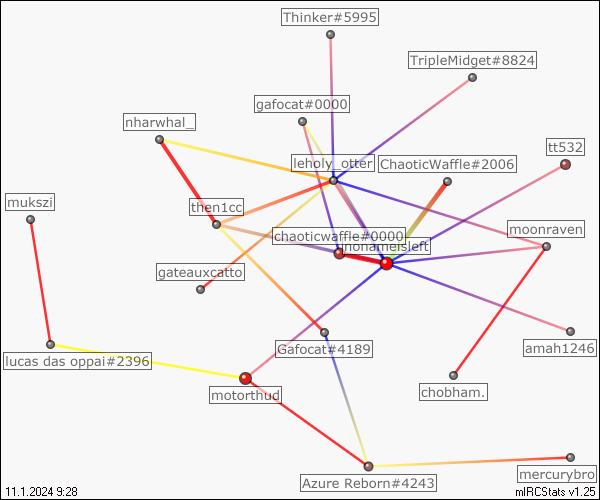 Thinker#5995
TripleMidget#8824
gafocat#0000
nharwhal_
tt532
leholy_otter
ChaoticWaffle#2006
mukszi
then1cc
moonraven
chaoticwaffle#0000
nonameisleft
gateauxcatto
Gafocat#4189
amah1246
lucas das oppai#2396
motorthud
chobham.
mercurybro
Azure Reborn#4243
11.1.2024 9:28
mIRCStats v1.25